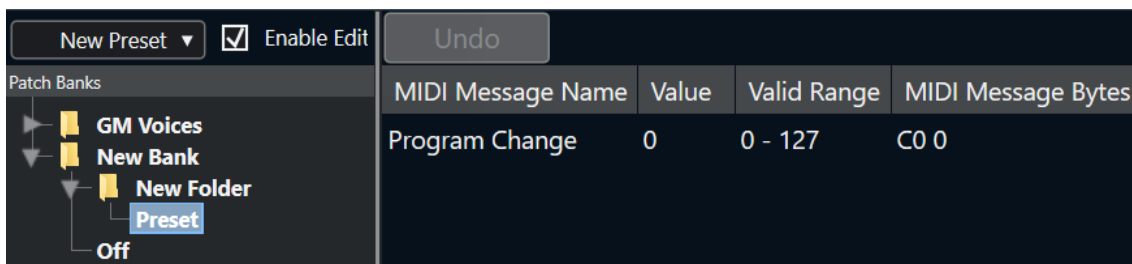 New Preset ▼ Enable Edit Undo
Patch Banks
MIDI Message Name Value Valid Range MIDI Message Bytes
GM Voices
Program Change 0 0 - 127 C0 0
New Bank
New Folder
Preset
Off